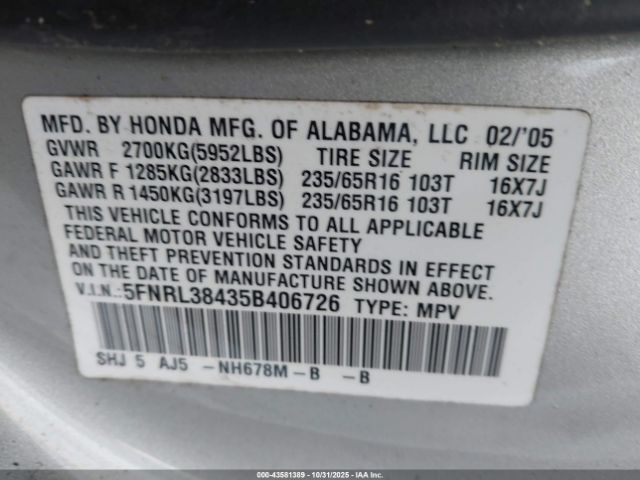 MFD. BY HONDA MFG. OF ALABAMA, LLC 02/'05
GVWR 2700KG(5952LBS) TIRE SIZE RIM SIZE
GAWR F 1285KG(2833LBS) 235/65R16 103T 16X7J
GAWR R 1450KG(3197LBS) 235/65R16 103T 16X7J
THIS VEHICLE CONFORMS TO ALL APPLICABLE
FEDERAL MOTOR VEHICLE SAFETY
AND THEFT PREVENTION STANDARDS IN EFFECT
ON THE DATE OF MANUFACTURE SHOWN ABOVE.
V.I.N.:5FNRL38435B406726 TYPE: MPV
SHJ 5 AJ5 -NH678M-B -B
000-43581389 - 10/31/2025 - IAAI.com